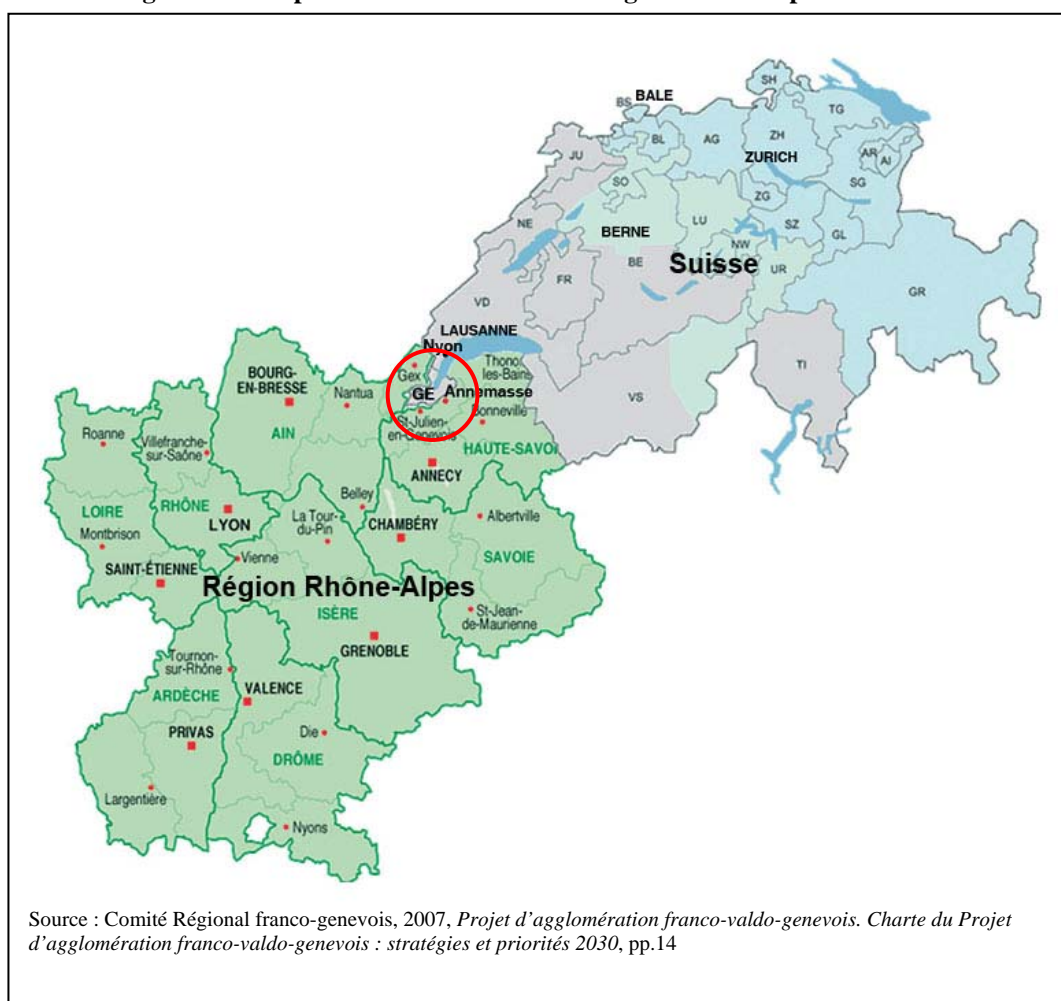 SH
BALE
BS
TG
BL
AG
ZH
JU
ZURICH
AR
AI
SO
SG
ZG
NE
LU
SZ
BERNE
GL
NW
BE
Suisse
UR
FR
GR
VD
LAUSANNE
Nyon
Thono
les-Bain
Gex
BOURG-
EN-BRESSE
Nantua
GE
Annemasse
TI
VS
Bonneville
St-Julien-
en-Genevois
Roanne
Villefranche-
sur-Saône
AIN
HAUTE-SAVOI
ANNECY
Belley
LOIRE
RHÔNE
LYON
La Tour-
du-Pin
CHAMBÉRY
Albertville
Montbrison
SAVOIE
SAINT-ÉTIENNE
Vienne
Région Rhône-Alpes
ISÈRE
St-Jean-
de-Maurienne
GRENOBLE
Tournon-
sur-Rhône
ARDÈCHE
VALENCE
PRIVAS
Die
DRÔME
Largentière
Nyons
Source : Comité Régional franco-genevois, 2007, Projet d'agglomération franco-valdo-genevois. Charte du Projet
d'agglomération franco-valdo-genevois : stratégies et priorités 2030, pp.14